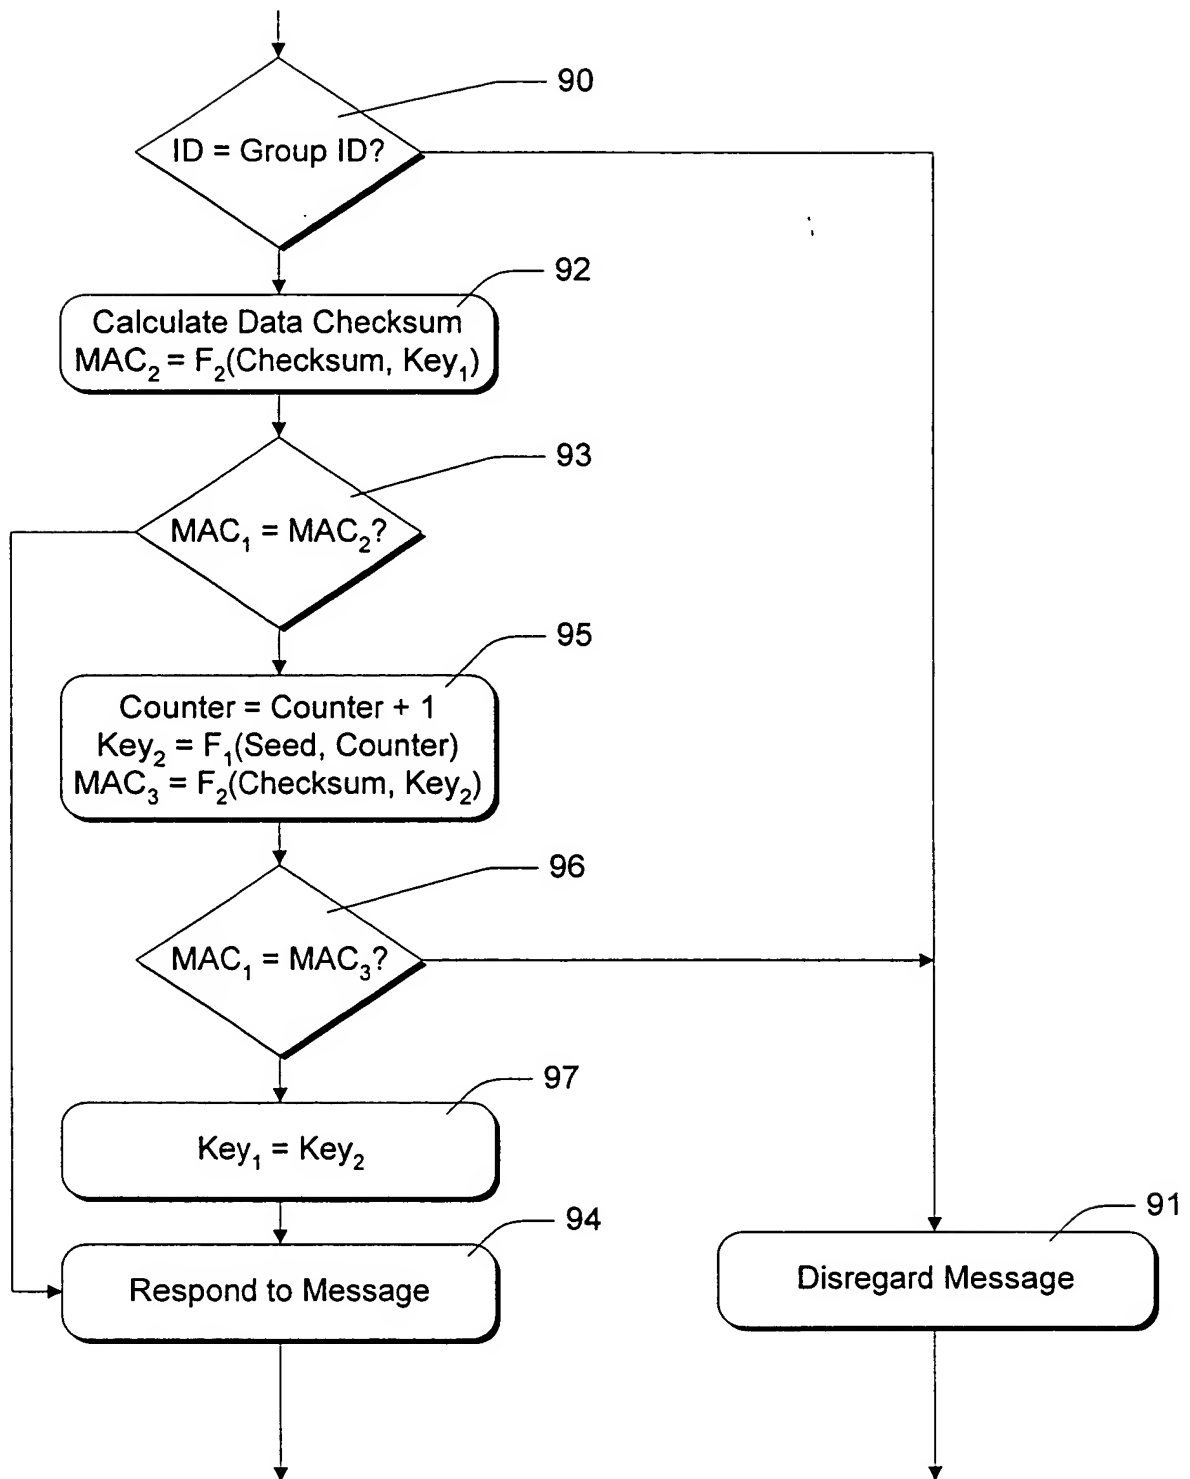 90
ID = Group ID?
92
Calculate Data Checksum
MAC₂ = F₂(Checksum, Key₁)
93
MAC₁ = MAC₂?
95
Counter = Counter + 1
Key₂ = F₁(Seed, Counter)
MAC₃ = F₂(Checksum, Key₂)
96
MAC₁ = MAC₃?
97
Key₁ = Key₂
94
Respond to Message
91
Disregard Message